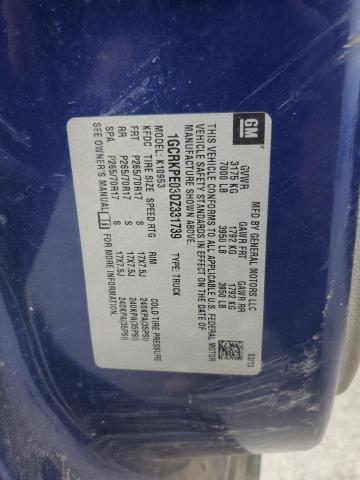 GM
MFD BY GENERAL MOTORS LLC
03/13
GVWR GAWR FRT GAWR RR
3175 KG 1792 KG 1792 KG
7000 LB 3950 LB 3950 LB
THIS VEHICLE CONFORMS TO ALL APPLICABLE U.S. FEDERAL MOTOR
VEHICLE SAFETY STANDARDS IN EFFECT ON THE DATE OF
MANUFACTURE SHOWN ABOVE.
1GCRKPE03DZ331739 TYPE: TRUCK
MODEL: K10953
KFDC TIRE SIZE SPEED RTG RIM COLD TIRE PRESSURE
FRT P265/70R17 S 17X7.5J 240KPA(35PSI)
RR P265/70R17 S 17X7.5J 240KPA(35PSI)
SPA P265/70R17 S 17X7.5J 240KPA(35PSI)
SEE OWNER'S MANUAL FOR MORE INFORMATION.